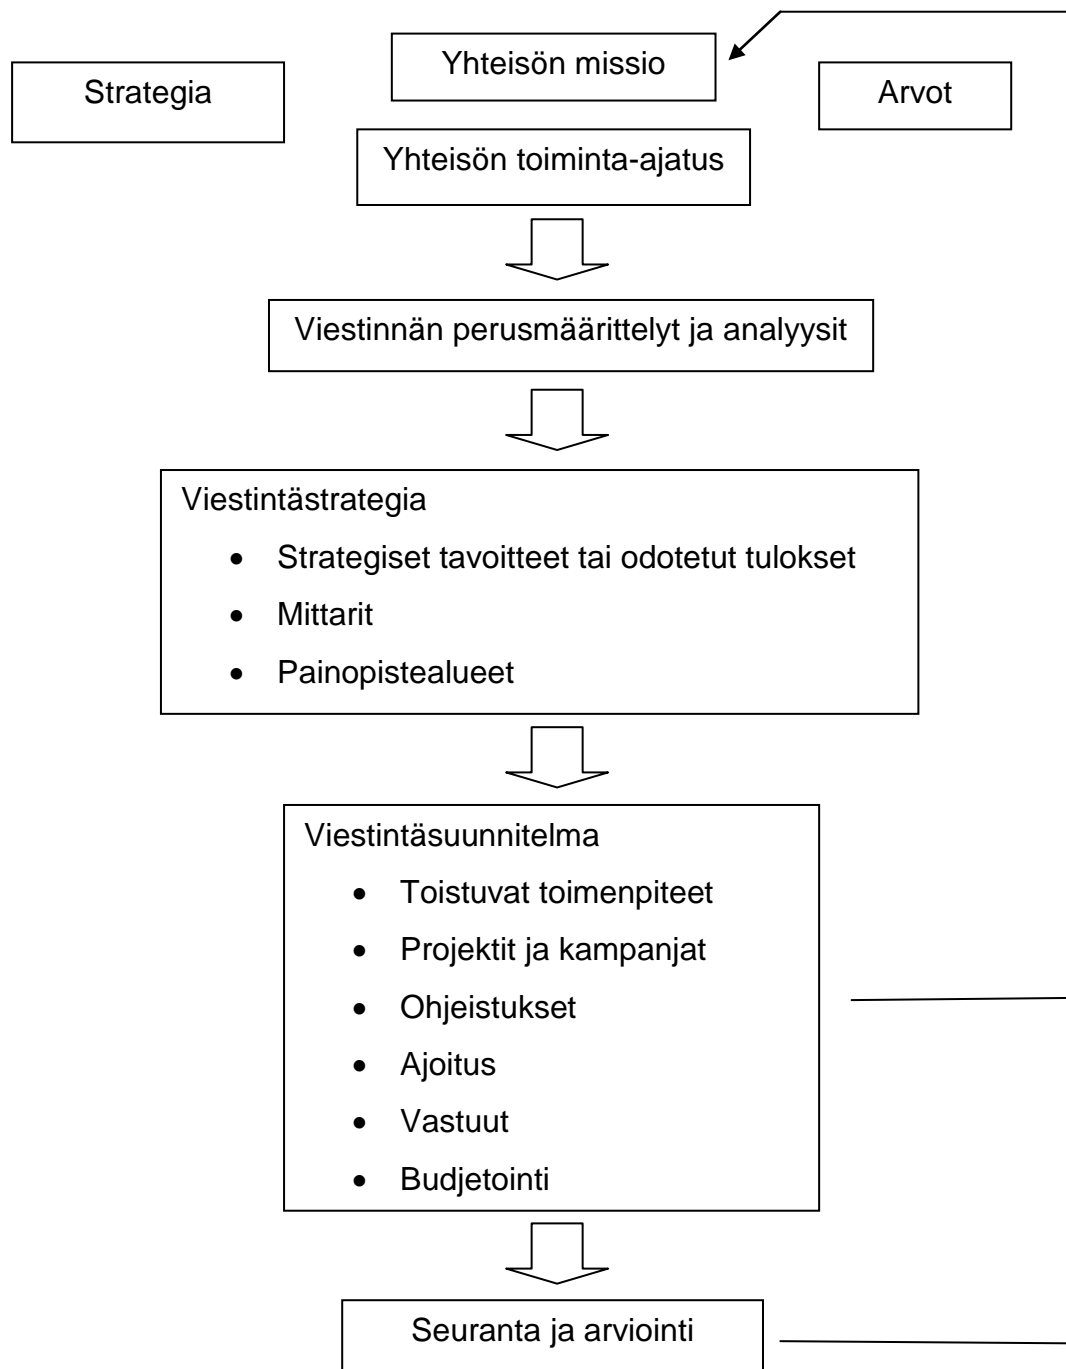 Yhteisön missio
Strategia
Arvot
Yhteisön toiminta-ajatus
Viestinnän perusmäärittelyt ja analyysit
Viestintästrategia
• Strategiset tavoitteet tai odotetut tulokset
• Mittarit
• Painopistealueet
Viestintäsuunnitelma
• Toistuvat toimenpiteet
• Projektit ja kampanjat
• Ohjeistukset
• Ajoitus
• Vastuut
• Budjetointi
Seuranta ja arviointi